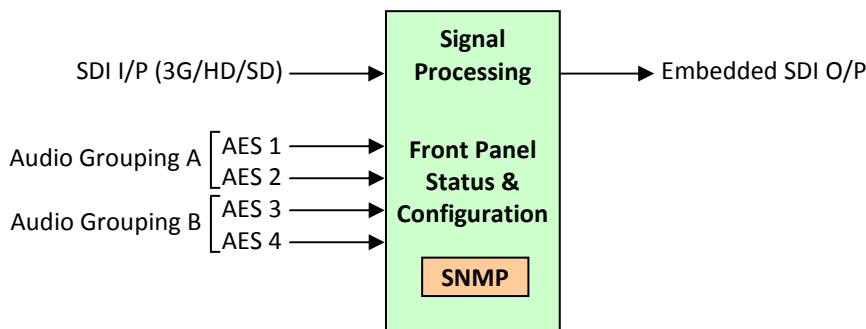 SDI I/P (3G/HD/SD)
Signal
Processing
Embedded SDI O/P
Audio Grouping A
AES 1
AES 2
Audio Grouping B
AES 3
AES 4
Front Panel
Status &
Configuration
SNMP